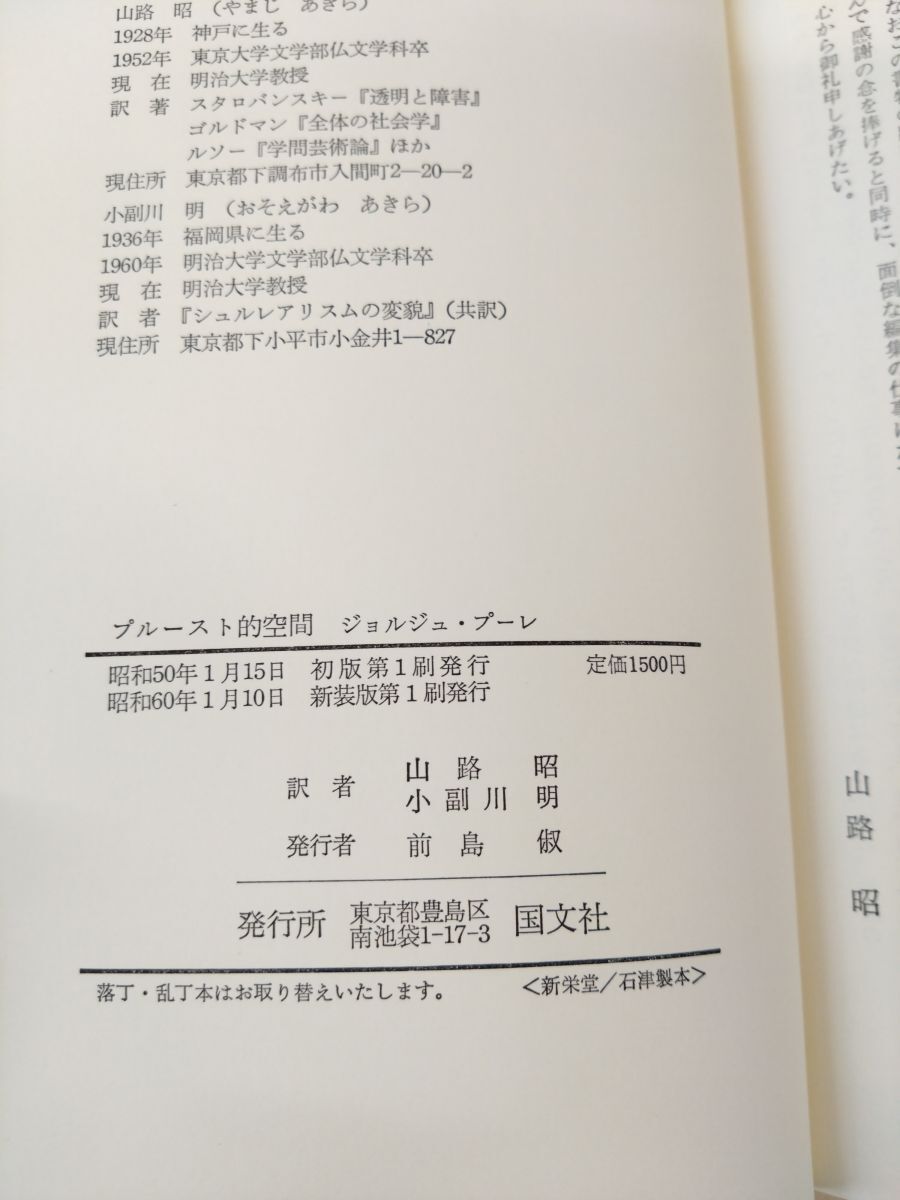 山路 昭 (やまじ あきら)
1928年 神戸に生る
1952年 東京大学文学部仏文学科卒
現 在 明治大学教授
訳 著 スタロバンスキー『透明と障害』
ゴルドマン『全体の社会学』
ルソー『学問芸術論』ほか
現住所 東京都下調布市入間町2―20―2
小副川 明 (おそえがわ あきら)
1936年 福岡県に生る
1960年 明治大学文学部仏文学科卒
現 在 明治大学教授
訳 者 『シュルレアリスムの変貌』(共訳)
現住所 東京都下小平市小金井1―827
プルースト的空間 ジョルジュ・プーレ
昭和50年1月15日 初版第1刷発行 定価1500円
昭和60年1月10日 新装版第1刷発行
訳 者 山 路 昭
小 副 川 明
発行者 前 島 俶
発行所 東京都豊島区
南池袋1-17-3 国文社
落丁・乱丁本はお取り替えいたします。 <新栄堂/石津製本>
なおこの書物の
んで感謝の念を捧げると同時に、面倒な編集の仕事に
心から御礼申しあげたい。
山 路 昭